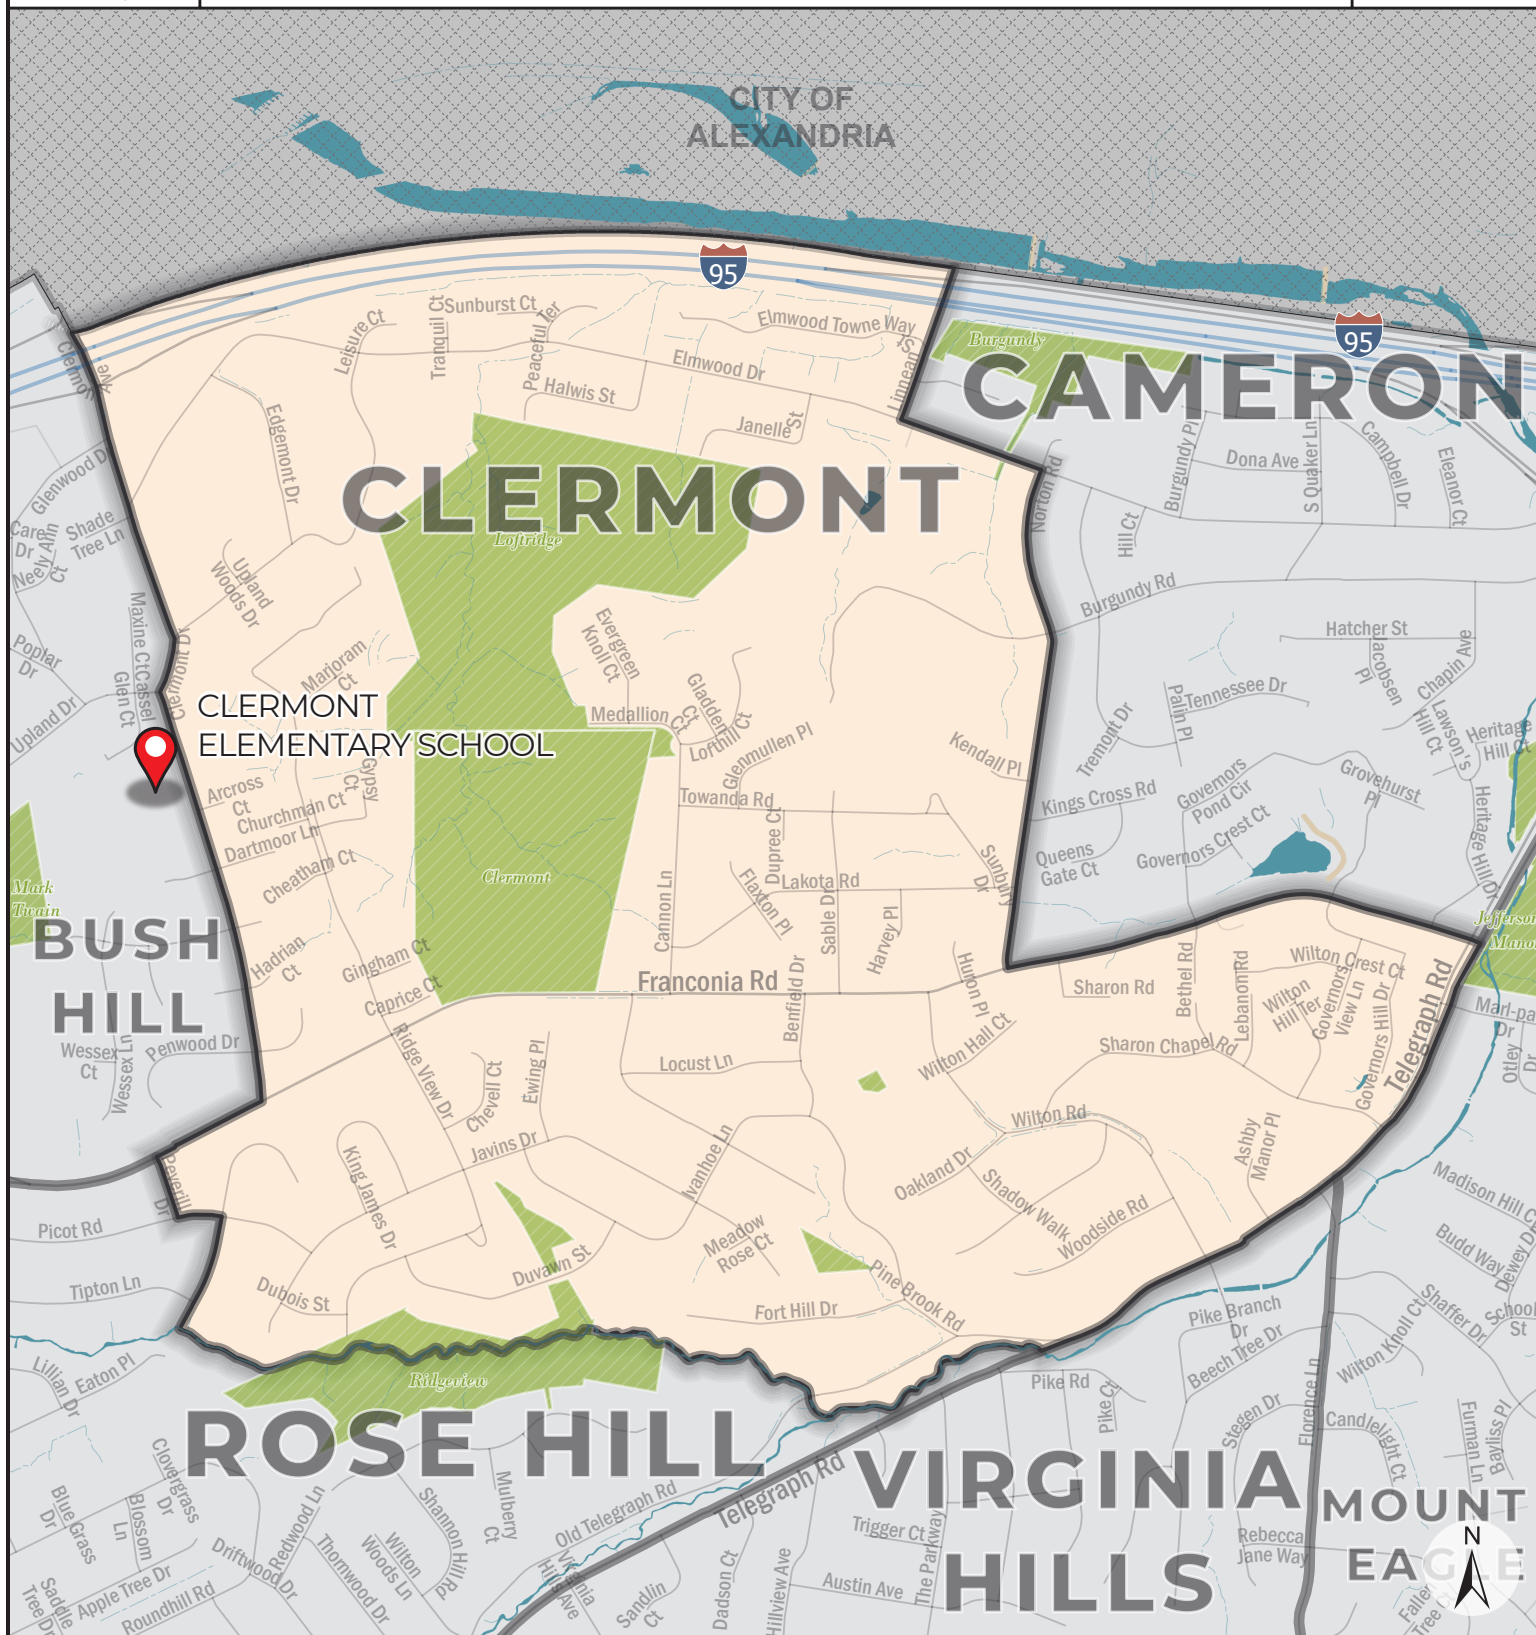 CITY OF
ALEXANDRIA
95
95
Sunburst Ct
Tranquil Ct
Leisure Ct
Peaceful Ter
Elmwood Towne Way
Elmwood Dr
Linnean St
Halwis St
Janelle St
Burgundy
CAMERON
Edgemont Dr
CLERMONT
Loftridge
Norton Rd
Burgundy Pl
Dona Ave
S Quaker Ln
Campbell Dr
Eleanor Ct
Hill Ct
Glenwood D
Care
Dr
Shade
Tree Ln
Neely Ann
Ct
Upland
Woods Dr
Burgundy Rd
Maxine Ct
Cassel
Glen Ct
Clermont Dr
Poplar
Dr
Upland Dr
Marjoram
Ct
Evergreen
Knoll Ct
Hatcher St
Jacobsen
Pl
Chapin Ave
Tennessee Dr
Palin Pl
Tremont Dr
Lawson's
Hill Ct
Heritage
Hill Ct
CLERMONT
ELEMENTARY SCHOOL
Medallion
Ct
Gladden
Ct
Lofthill Ct
Glenmullen Pl
Kendall Pl
Arcross
Ct
Gypsy
Ct
Churchman Ct
Dartmoor Ln
Cheatham Ct
Towanda Rd
Dupree Ct
Kings Cross Rd
Governors
Pond Cir
Grovehurst
Pl
Governors Crest Ct
Heritage Hill Dr
Queens
Gate Ct
Sunbury
Dr
Mark
Twain
Clermont
Cannon Ln
Flaxton Pl
Lakota Rd
Sable Dr
Harvey Pl
BUSH
HILL
Hadrian
Ct
Gingham Ct
Caprice Ct
Franconia Rd
Benfield Dr
Huron Pl
Sharon Rd
Bethel Rd
Lebanon Rd
Wilton Crest Ct
Wilton
Hill Ter
Governors
View Ln
Governors Hill Dr
Telegraph Rd
Marl-pa
Dr
Otley
Dr
Wessex
Ct
Wessex Ln
Penwood Dr
Ridge View Dr
Chevell Ct
Ewing Pl
Locust Ln
Wilton Hall Ct
Sharon Chapel Rd
Wilton Rd
Ashby
Manor Pl
Peverill
Dr
King James Dr
Javins Dr
Ivanhoe Ln
Oakland Dr
Shadow Walk
Woodside Rd
Madison Hill C
Budd Way
Dewey D
Picot Rd
Tipton Ln
Dubois St
Duvawn St
Meadow
Rose Ct
Fort Hill Dr
Pine Brook Rd
Pike Branch
Dr
Beech Tree Dr
Shaffer Dr
School
St
Wilton Knoll Ct
Lillian Dr
Eaton Pl
Ridgeview
Pike Rd
Pike Ct
Stegen Dr
Florence Ln
Candlelight Ct
Furman Ln
Bayliss Pl
ROSE HILL
VIRGINIA
HILLS
MOUNT
EAGLE
Telegraph Rd
Old Telegraph Rd
Clovergrass
Dr
Blue Grass
Dr
Blossom
Ln
Redwood Ln
Driftwood Dr
Apple Tree Dr
Roundhill Rd
Saddle
Tree Dr
Thornwood Dr
Wilton
Woods Ln
Shannon Hill Rd
Mulberry
Ct
Virginia
Hills Ave
Sandlin
Ct
Dadson Ct
Hillview Ave
Trigger Ct
Austin Ave
The Parkway
Rebecca
Jane Way
N